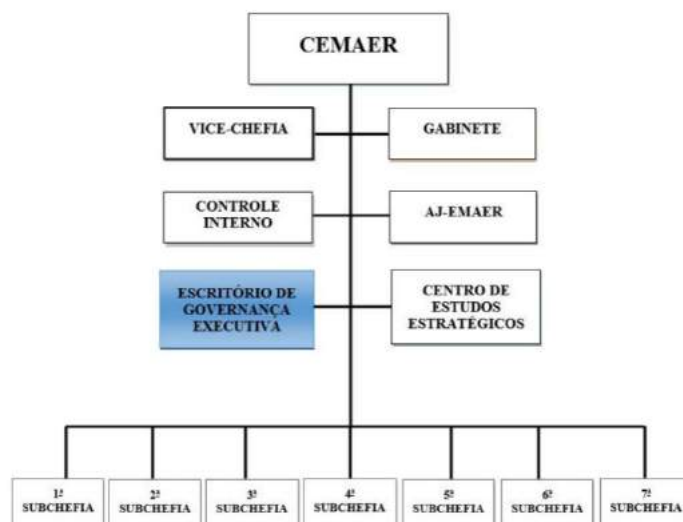 CEMAER
VICE-CHEFIA
GABINETE
CONTROLE
INTERNO
AJ-EMAER
ESCRITÓRIO DE
GOVERNANÇA
EXECUTIVA
CENTRO DE
ESTUDOS
ESTRATÉGICOS
1ª
SUBCHEFIA
2ª
SUBCHEFIA
3ª
SUBCHEFIA
4ª
SUBCHEFIA
5ª
SUBCHEFIA
6ª
SUBCHEFIA
7ª
SUBCHEFIA